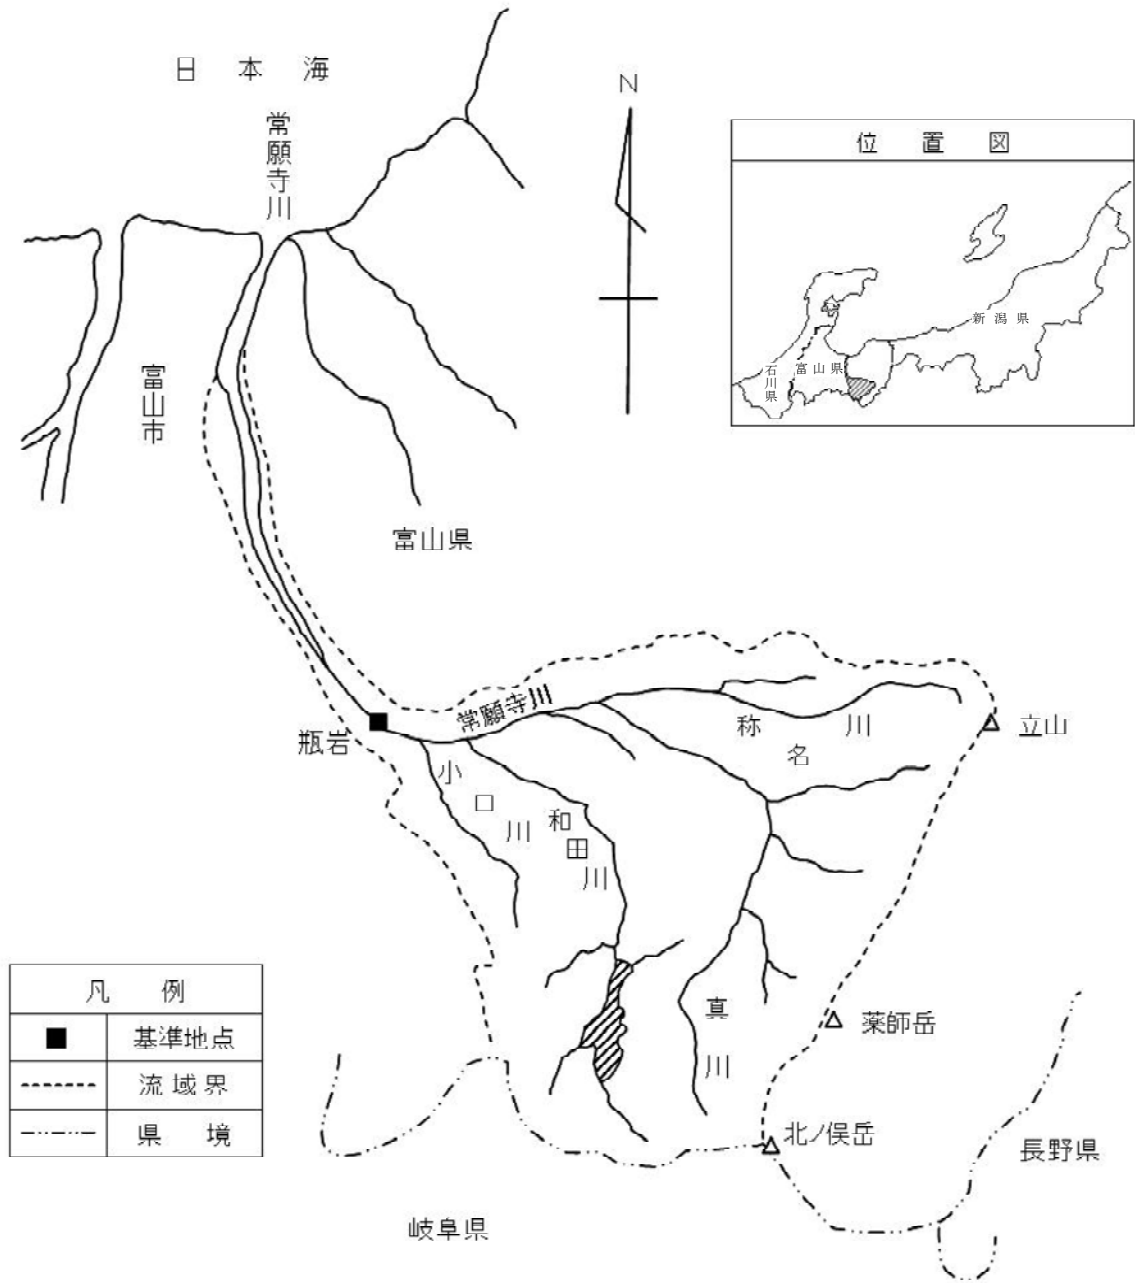 日本海
常願寺川
N
位置図
新潟県
富山県
石川県
富山市
富山県
常願寺川
瓶岩
称名川
立山
小口川
和田川
真川
薬師岳
北ノ俣岳
長野県
岐阜県
凡例
基準地点
流域界
県境